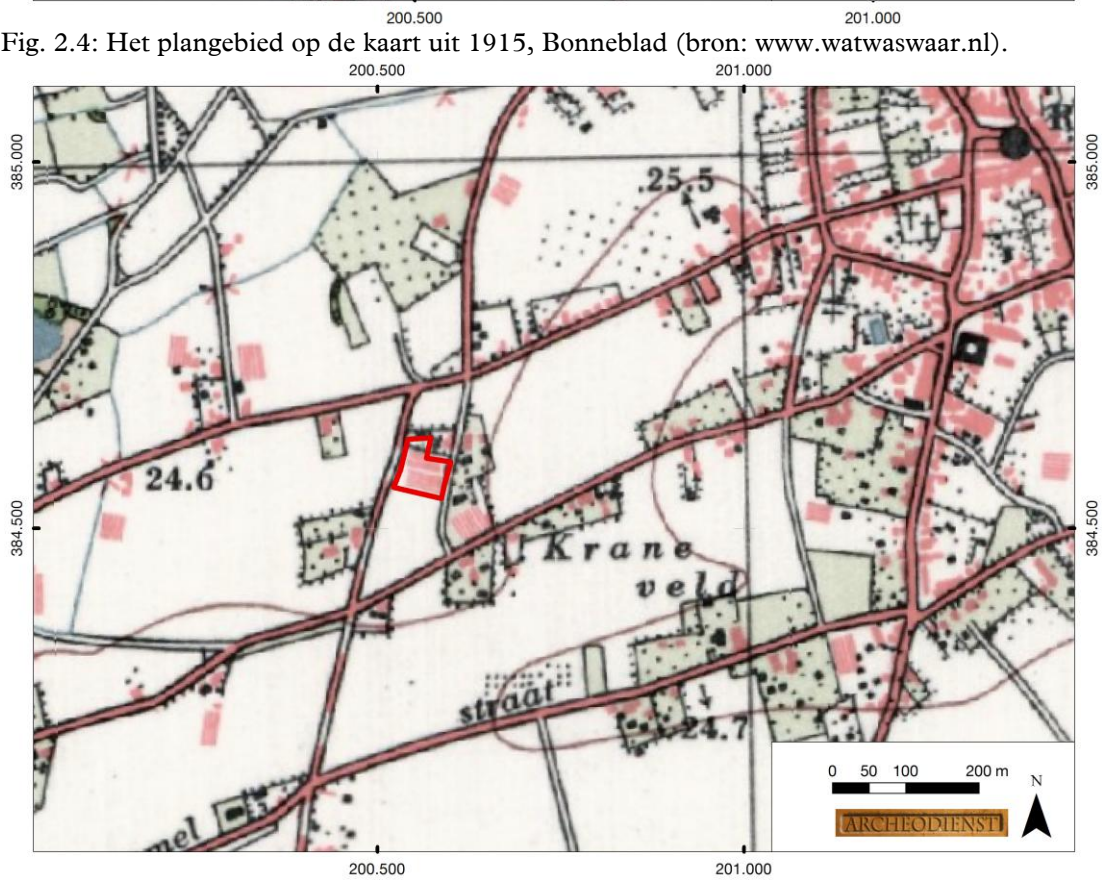 200.500 201.000
Fig. 2.4: Het plangebied op de kaart uit 1915, Bonneblad (bron: www.watwaswaar.nl).
200.500 201.000
385.000 385.000
.25.5
24.6
384.500 384.500
Krane
veld
straat
24.7
mel
0 50 100 200 m
N
ARCHEODIENST
200.500 201.000